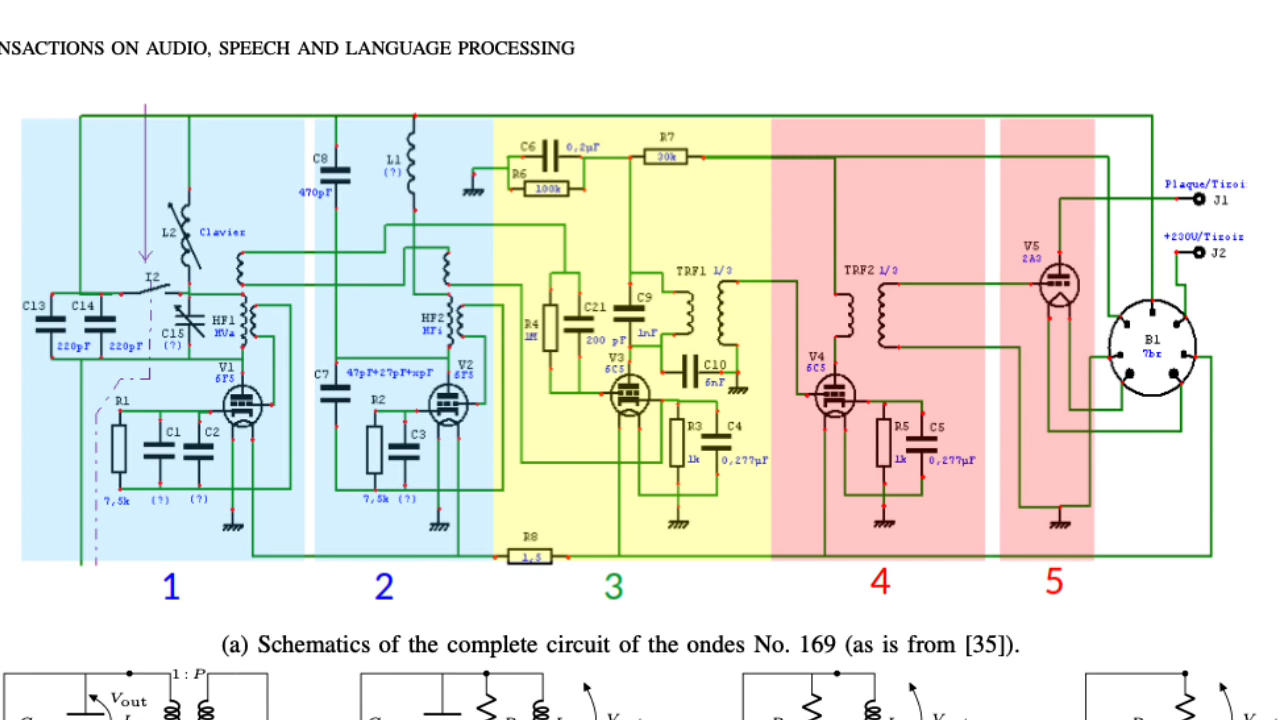 NSACTIONS ON AUDIO, SPEECH AND LANGUAGE PROCESSING
C8
470pF
L1
(?)
C6
0,2µF
R6
100k
R7
30k
Plaque/Tiroi
J1
+230V/Tiroir
J2
L2
Clavier
I2
C13
C14
220pF
220pF
C15
(?)
HF1
MVa
HF2
MFi
R4
1M
C21
200 pF
C9
1nF
TRF1 1/3
C10
6nF
TRF2 1/3
V5
2A3
B1
7br
V1
6F5
R1
C1
C2
7,5k
(?)
(?)
C7
47pF+27pF+xpF
V2
6F5
R2
C3
7,5k
(?)
V3
6C5
R3
1k
C4
0,277µF
V4
6C5
R5
1k
C5
0,277µF
R8
1,5
1 2 3 4 5
(a) Schematics of the complete circuit of the ondes No. 169 (as is from [35]).
1 : P
Vout